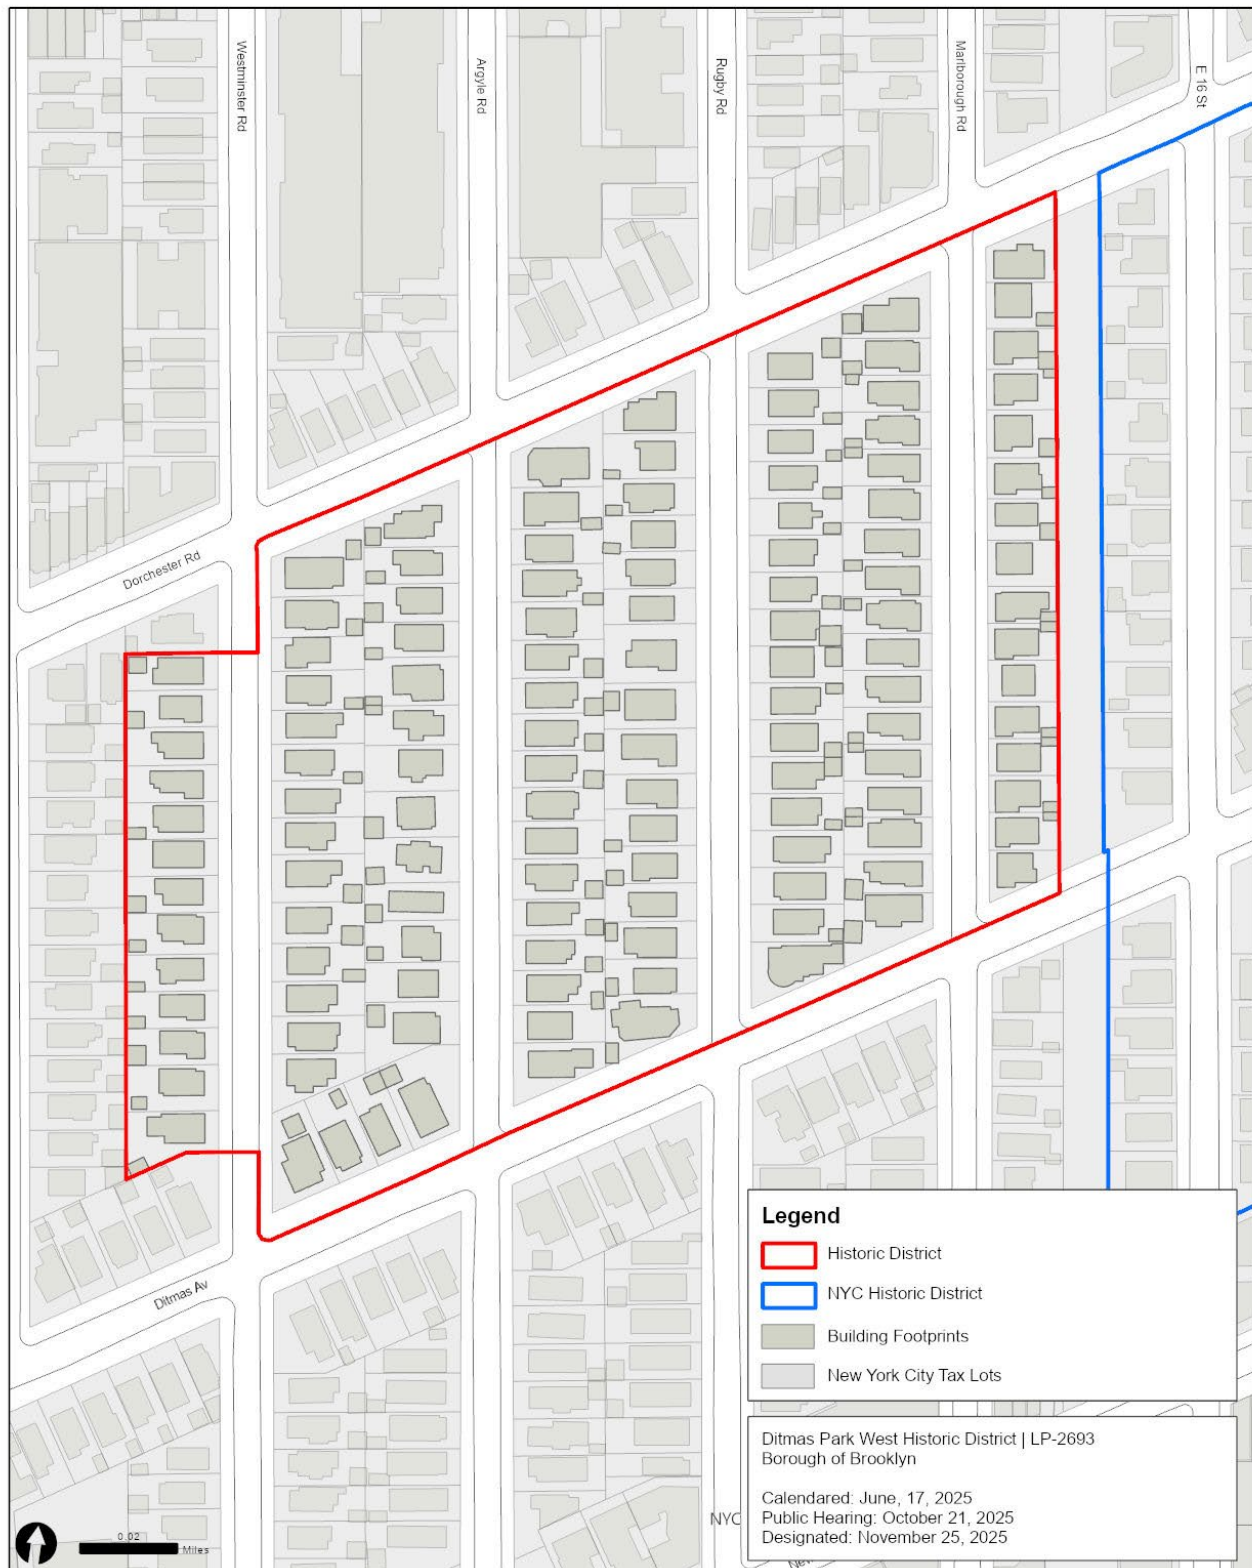 Westminster Rd
Argyle Rd
Rugby Rd
Marlborough Rd
E 16 St
Dorchester Rd
Ditmas Av
Legend
Historic District
NYC Historic District
Building Footprints
New York City Tax Lots
Ditmas Park West Historic District | LP-2693
Borough of Brooklyn
Calendared: June, 17, 2025
Public Hearing: October 21, 2025
Designated: November 25, 2025
NYC
0.02
Miles